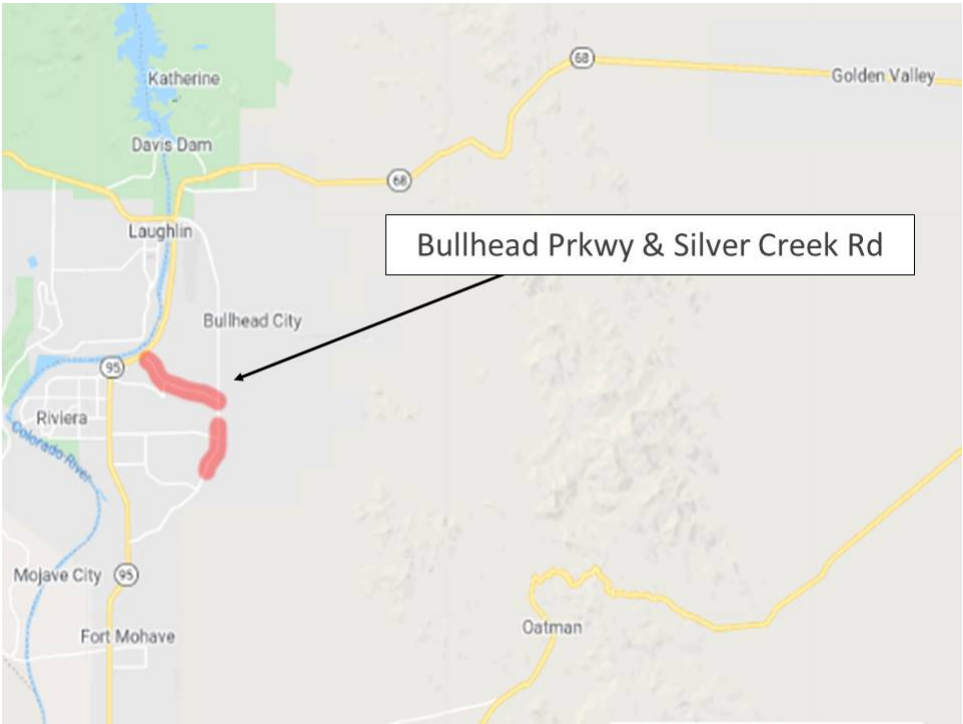 Katherine
68
Golden Valley
Davis Dam
68
Laughlin
Bullhead Prkwy & Silver Creek Rd
Bullhead City
95
Riviera
Colorado River
Mojave City
95
Fort Mohave
Oatman